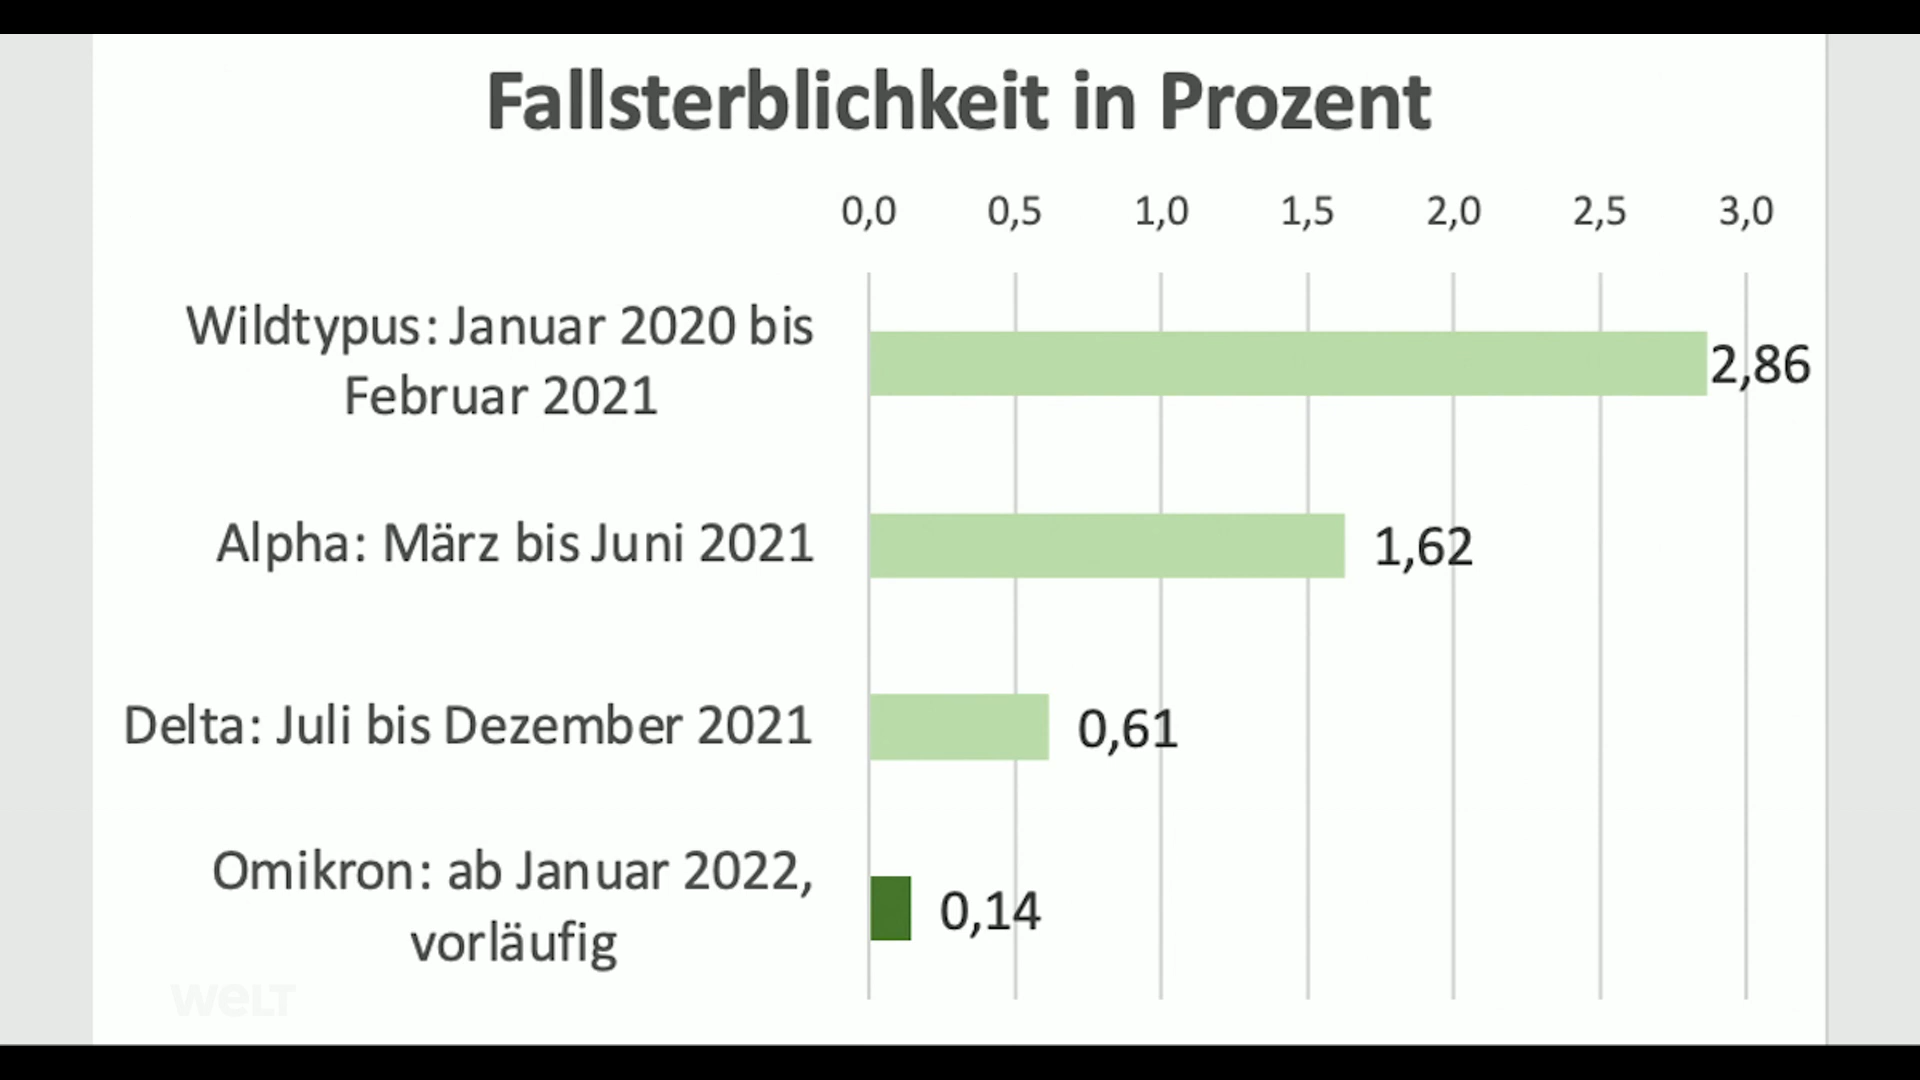 Fallsterblichkeit in Prozent
0,0 0,5 1,0 1,5 2,0 2,5 3,0
Wildtypus: Januar 2020 bis
Februar 2021
2,86
Alpha: März bis Juni 2021
1,62
Delta: Juli bis Dezember 2021
0,61
Omikron: ab Januar 2022,
vorläufig
0,14
WELT